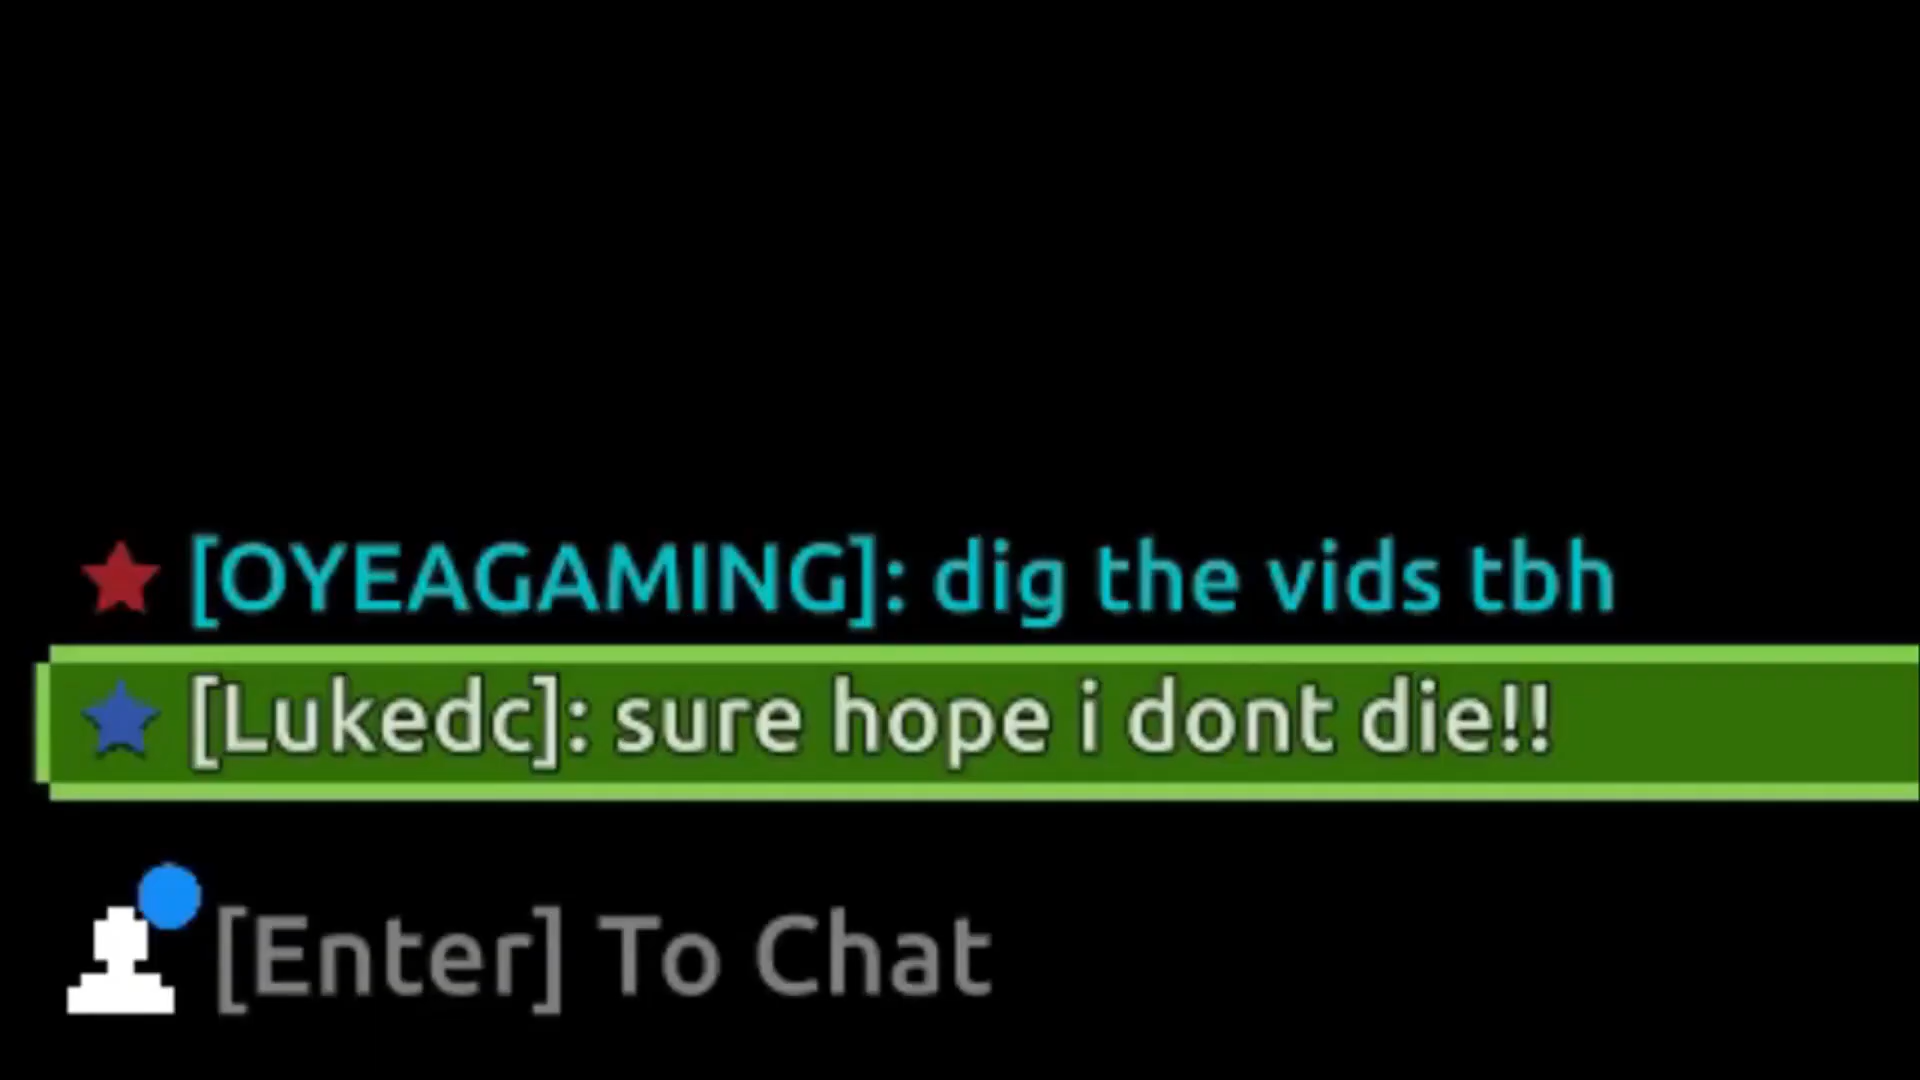 [OYEAGAMING]: dig the vids tbh
[Lukedc]: sure hope i dont die!!
[Enter] To Chat